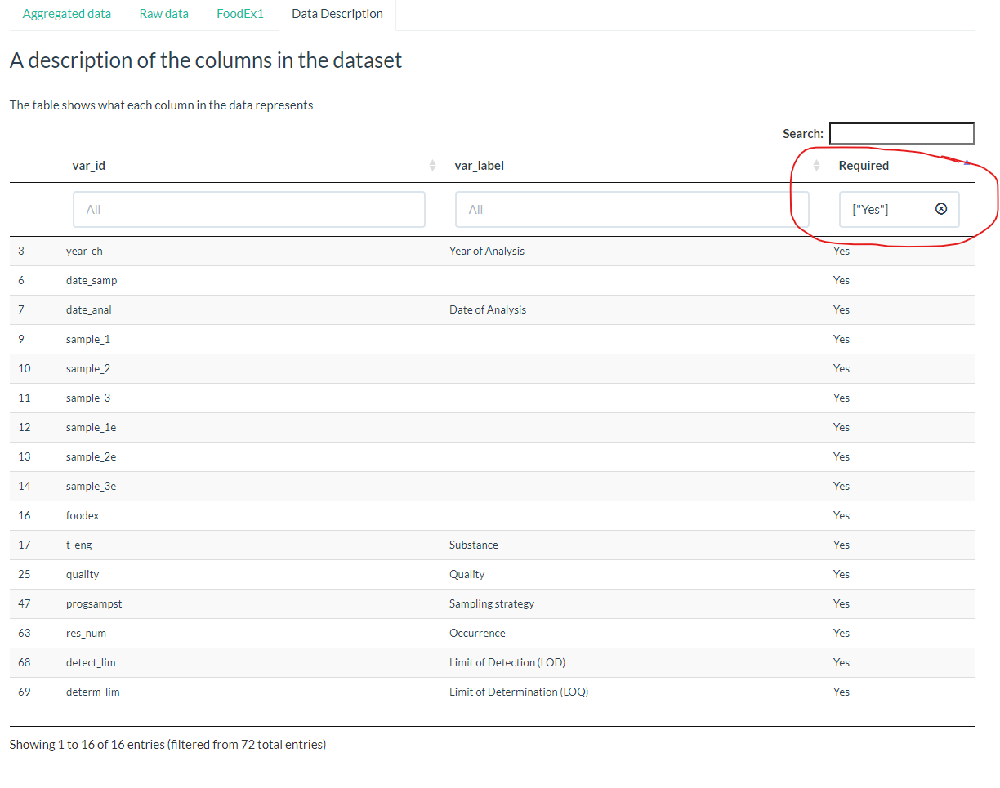 Aggregated data Raw data FoodEx1 Data Description
A description of the columns in the dataset
The table shows what each column in the data represents
Search:
var_id var_label Required
All All ["Yes"]
3 year_ch Year of Analysis Yes
6 date_samp Yes
7 date_anal Date of Analysis Yes
9 sample_1 Yes
10 sample_2 Yes
11 sample_3 Yes
12 sample_1e Yes
13 sample_2e Yes
14 sample_3e Yes
16 foodex Yes
17 t_eng Substance Yes
25 quality Quality Yes
47 progsampst Sampling strategy Yes
63 res_num Occurrence Yes
68 detect_lim Limit of Detection (LOD) Yes
69 determ_lim Limit of Determination (LOQ) Yes
Showing 1 to 16 of 16 entries (filtered from 72 total entries)